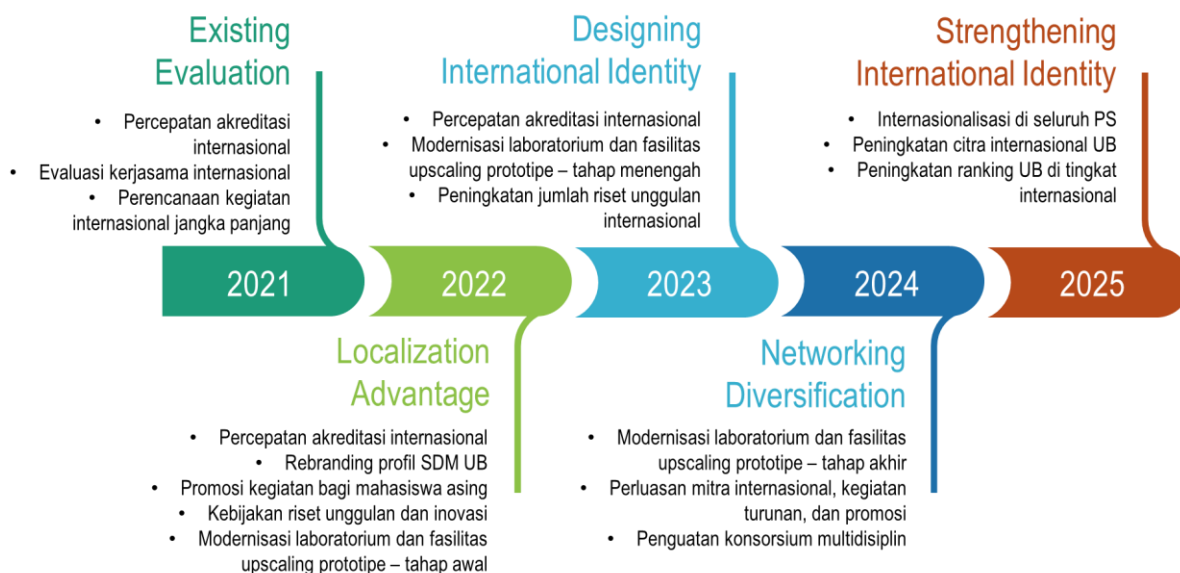 Existing
Evaluation
• Percepatan akreditasi
internasional
• Evaluasi kerjasama internasional
• Perencanaan kegiatan
internasional jangka panjang
Designing
International Identity
• Percepatan akreditasi internasional
• Modernisasi laboratorium dan fasilitas
upscaling prototipe – tahap menengah
• Peningkatan jumlah riset unggulan
internasional
Strengthening
International Identity
• Internasionalisasi di seluruh PS
• Peningkatan citra internasional UB
• Peningkatan ranking UB di tingkat
internasional
2021
2022
2023
2024
2025
Localization
Advantage
• Percepatan akreditasi internasional
• Rebranding profil SDM UB
• Promosi kegiatan bagi mahasiswa asing
• Kebijakan riset unggulan dan inovasi
• Modernisasi laboratorium dan fasilitas
upscaling prototipe – tahap awal
Networking
Diversification
• Modernisasi laboratorium dan fasilitas
upscaling prototipe – tahap akhir
• Perluasan mitra internasional, kegiatan
turunan, dan promosi
• Penguatan konsorsium multidisiplin